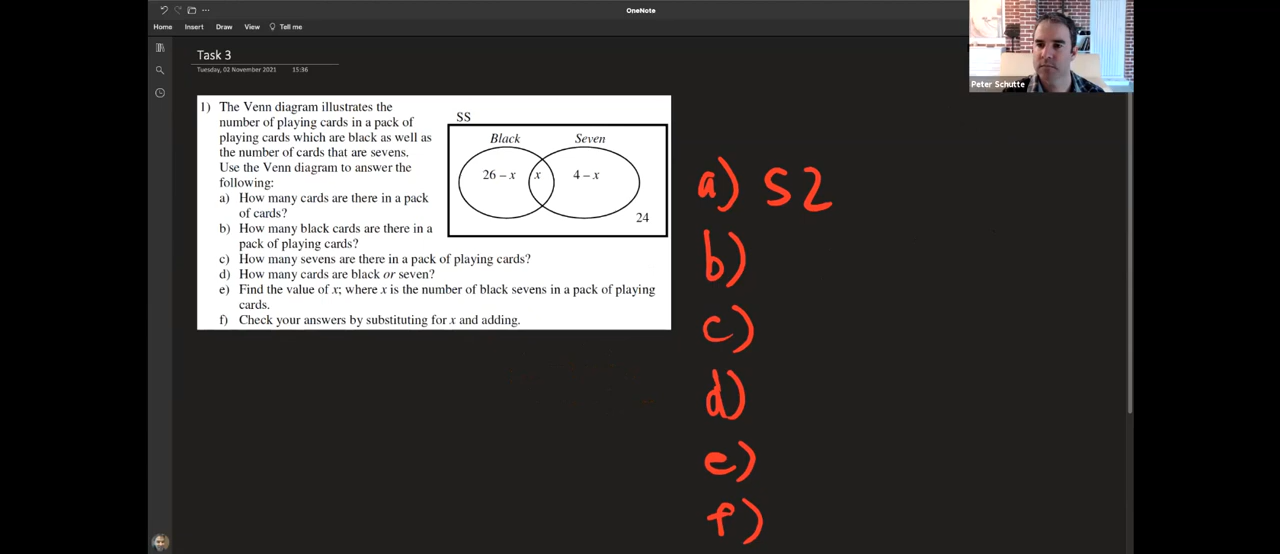 OneNote
Home Insert Draw View Tell me
Peter Schutte
Task 3
Tuesday, 02 November 2021 15:36
1) The Venn diagram illustrates the
number of playing cards in a pack of
playing cards which are black as well as
the number of cards that are sevens.
Use the Venn diagram to answer the
following:
a) How many cards are there in a pack
of cards?
b) How many black cards are there in a
pack of playing cards?
c) How many sevens are there in a pack of playing cards?
d) How many cards are black or seven?
e) Find the value of x; where x is the number of black sevens in a pack of playing
cards.
f) Check your answers by substituting for x and adding.
SS
Black Seven
26 – x x 4 – x
24
a) 52
b)
c)
d)
e)
f)